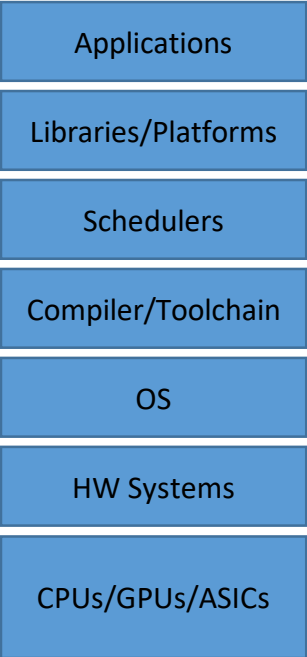 Applications
Libraries/Platforms
Schedulers
Compiler/Toolchain
OS
HW Systems
CPUs/GPUs/ASICs